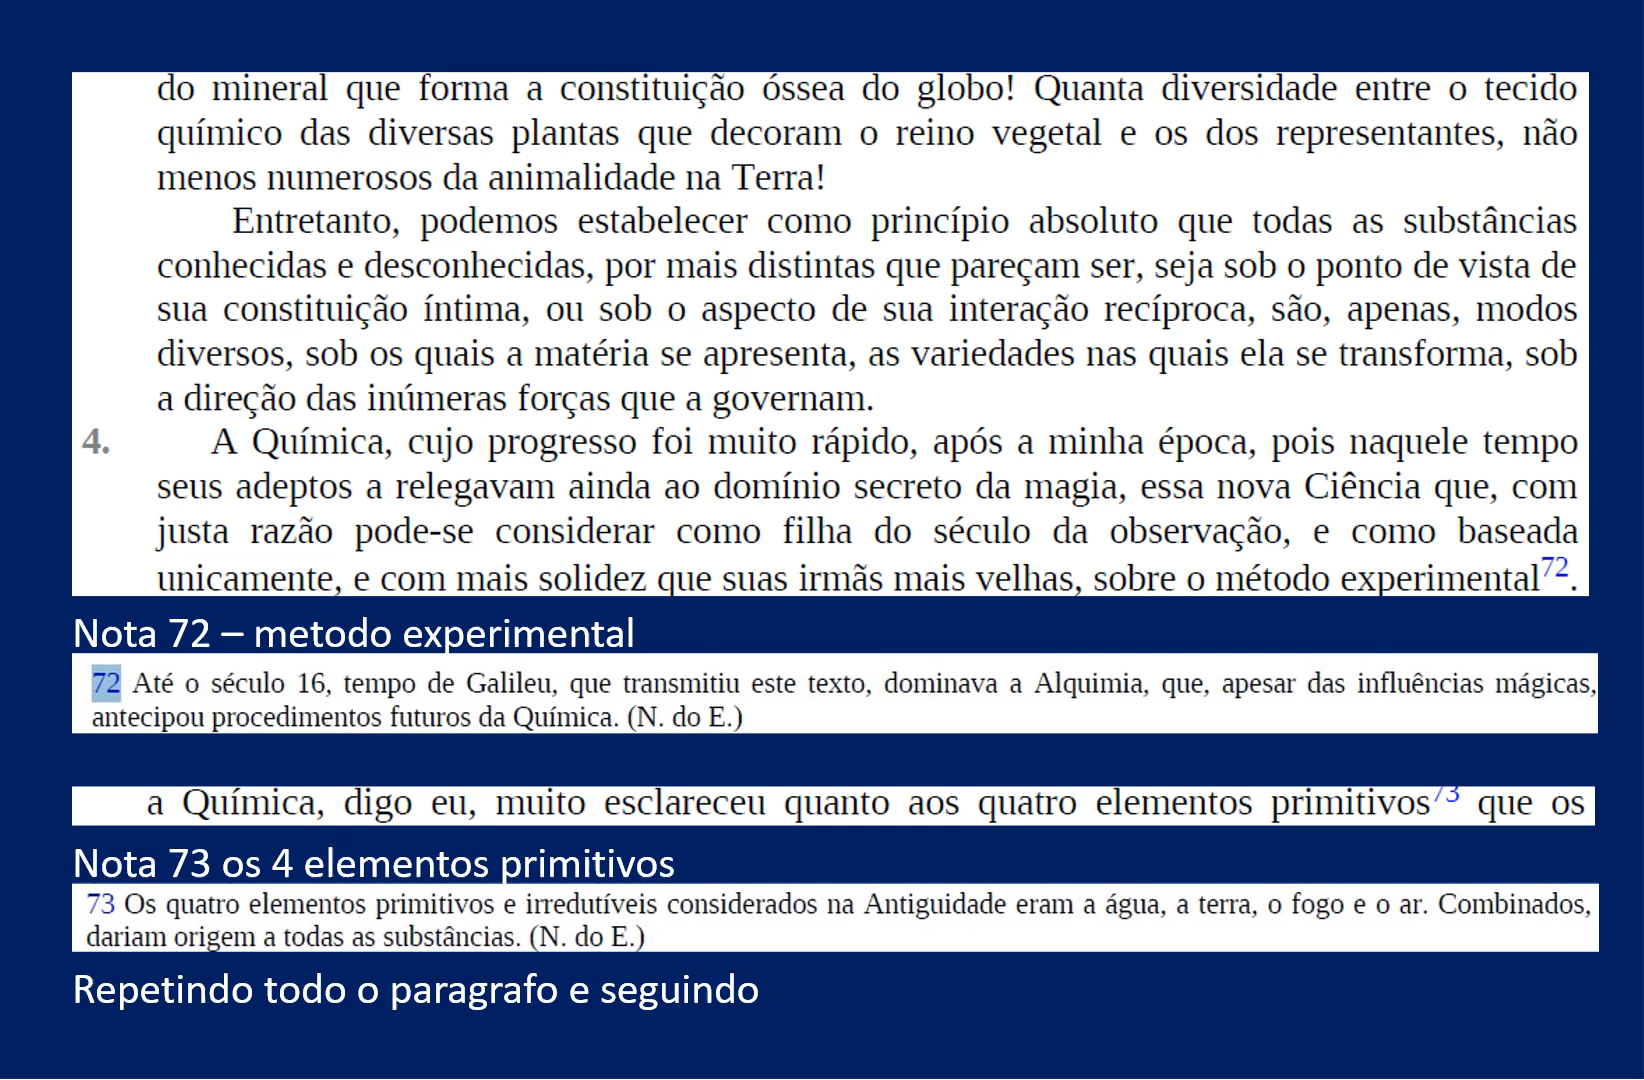 do mineral que forma a constituição óssea do globo! Quanta diversidade entre o tecido
químico das diversas plantas que decoram o reino vegetal e os dos representantes, não
menos numerosos da animalidade na Terra!
Entretanto, podemos estabelecer como princípio absoluto que todas as substâncias
conhecidas e desconhecidas, por mais distintas que pareçam ser, seja sob o ponto de vista de
sua constituição íntima, ou sob o aspecto de sua interação recíproca, são, apenas, modos
diversos, sob os quais a matéria se apresenta, as variedades nas quais ela se transforma, sob
a direção das inúmeras forças que a governam.
4. A Química, cujo progresso foi muito rápido, após a minha época, pois naquele tempo
seus adeptos a relegavam ainda ao domínio secreto da magia, essa nova Ciência que, com
justa razão pode-se considerar como filha do século da observação, e como baseada
unicamente, e com mais solidez que suas irmãs mais velhas, sobre o método experimental72.
Nota 72 – metodo experimental
72 Até o século 16, tempo de Galileu, que transmitiu este texto, dominava a Alquimia, que, apesar das influências mágicas,
antecipou procedimentos futuros da Química. (N. do E.)
a Química, digo eu, muito esclareceu quanto aos quatro elementos primitivos73 que os
Nota 73 os 4 elementos primitivos
73 Os quatro elementos primitivos e irredutíveis considerados na Antiguidade eram a água, a terra, o fogo e o ar. Combinados,
dariam origem a todas as substâncias. (N. do E.)
Repetindo todo o paragrafo e seguindo